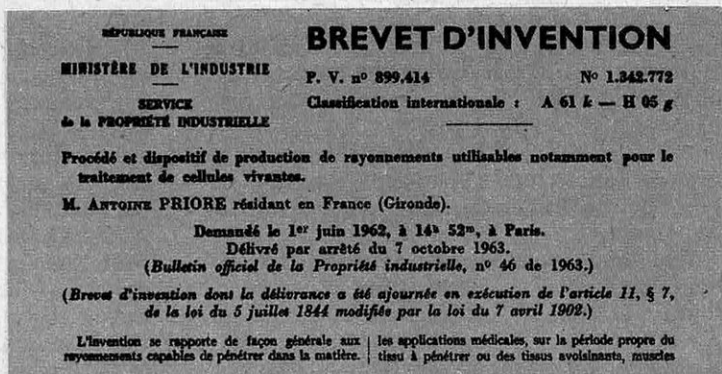 RÉPUBLIQUE FRANÇAISE
MINISTÈRE DE L'INDUSTRIE
SERVICE
de la PROPRIÉTÉ INDUSTRIELLE
BREVET D'INVENTION
P. V. nº 899.414 Nº 1.342.772
Classification internationale : A 61 k — H 05 g
Procédé et dispositif de production de rayonnements utilisables notamment pour le
traitement de cellules vivantes.
M. ANTOINE PRIORE résidant en France (Gironde).
Demandé le 1er juin 1962, à 14h 52m, à Paris.
Délivré par arrêté du 7 octobre 1963.
(Bulletin officiel de la Propriété industrielle, nº 46 de 1963.)
(Brevet d'invention dont la délivrance a été ajournée en exécution de l'article 11, § 7,
de la loi du 5 juillet 1844 modifiée par la loi du 7 avril 1902.)
L'invention se rapporte de façon générale aux
rayonnements capables de pénétrer dans la matière.
les applications médicales, sur la période propre du
tissu à pénétrer ou des tissus avoisinants, muscles